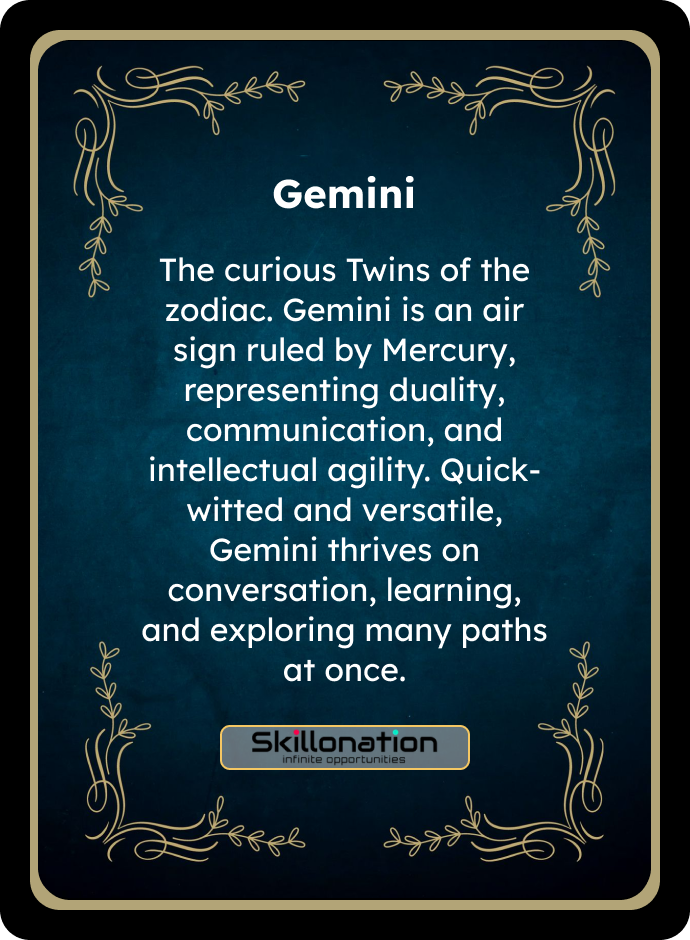 Gemini
The curious Twins of the
zodiac. Gemini is an air
sign ruled by Mercury,
representing duality,
communication, and
intellectual agility. Quick-
witted and versatile,
Gemini thrives on
conversation, learning,
and exploring many paths
at once.
Skillonation
infinite opportunities